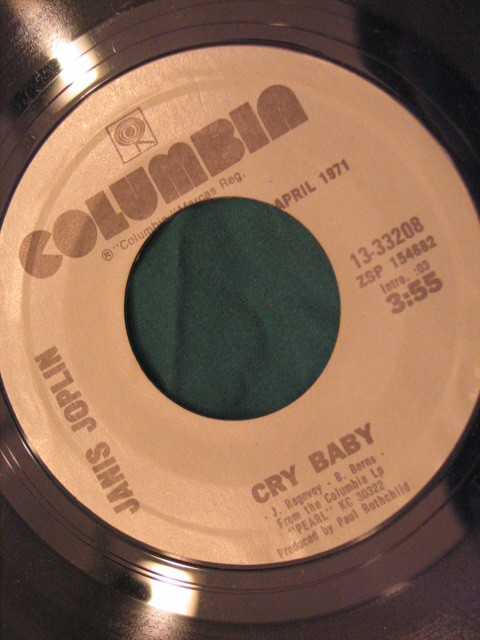 COLUMBIA
®"Columbia," Marcas Reg.
APRIL 1971
13-33208
ZSP 154682
Intro. :03
3:55
JANIS JOPLIN
CRY BABY
- J. Ragovoy - B. Berns -
From the Columbia LP
"PEARL" KC 30322
Produced by Paul Rothchild